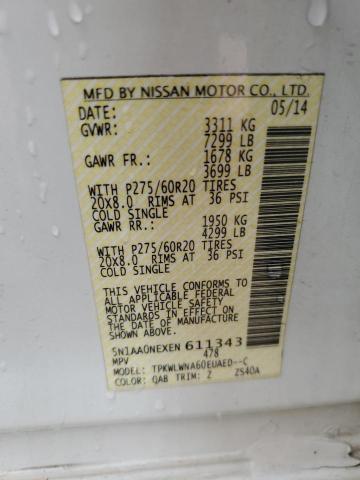 MFD BY NISSAN MOTOR CO., LTD.
DATE: 05/14
GVWR: 3311 KG
7299 LB
GAWR FR.: 1678 KG
3699 LB
WITH P275/60R20 TIRES
20X8.0 RIMS AT 36 PSI
COLD SINGLE
GAWR RR.: 1950 KG
4299 LB
WITH P275/60R20 TIRES
20X8.0 RIMS AT 36 PSI
COLD SINGLE
THIS VEHICLE CONFORMS TO
ALL APPLICABLE FEDERAL
MOTOR VEHICLE SAFETY
STANDARDS IN EFFECT ON
THE DATE OF MANUFACTURE
SHOWN ABOVE.
5N1AA0NEXEN611343
MPV 478
MODEL: TPKWLWNA60EUAED--C
COLOR: QAB TRIM: Z ZS40A